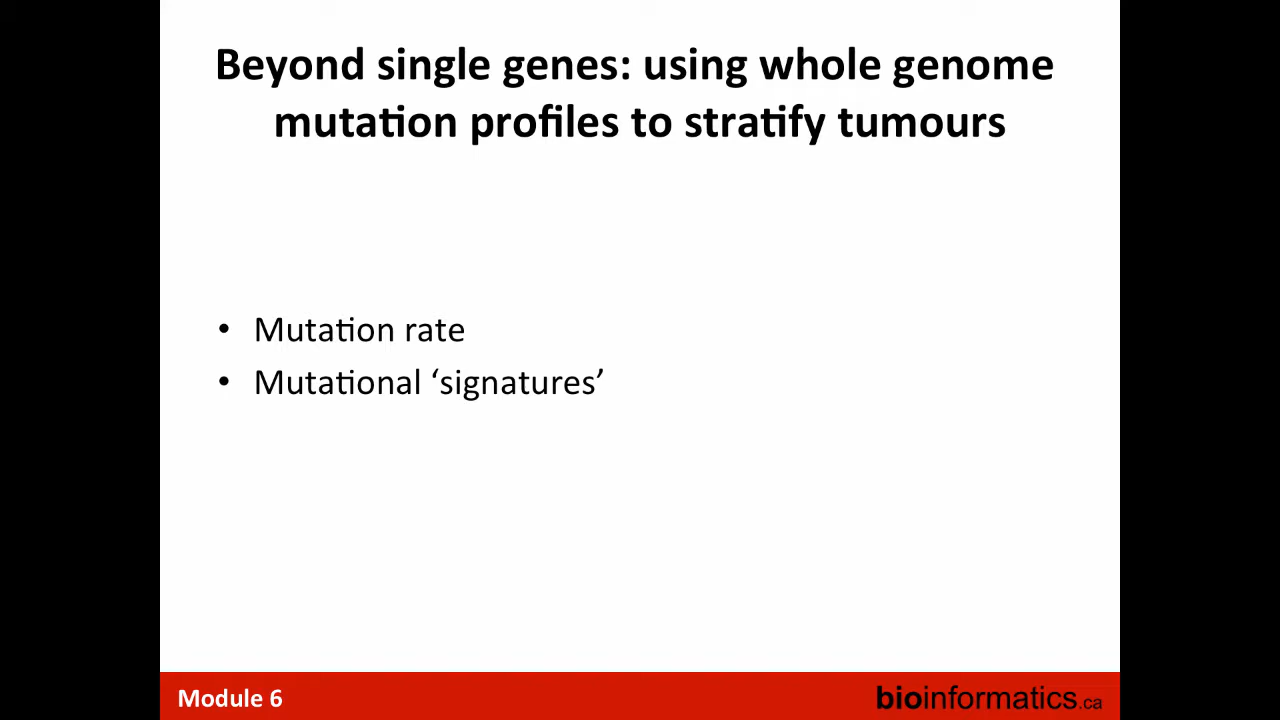 Beyond single genes: using whole genome
mutation profiles to stratify tumours
• Mutation rate
• Mutational ‘signatures’
Module 6
bioinformatics.ca